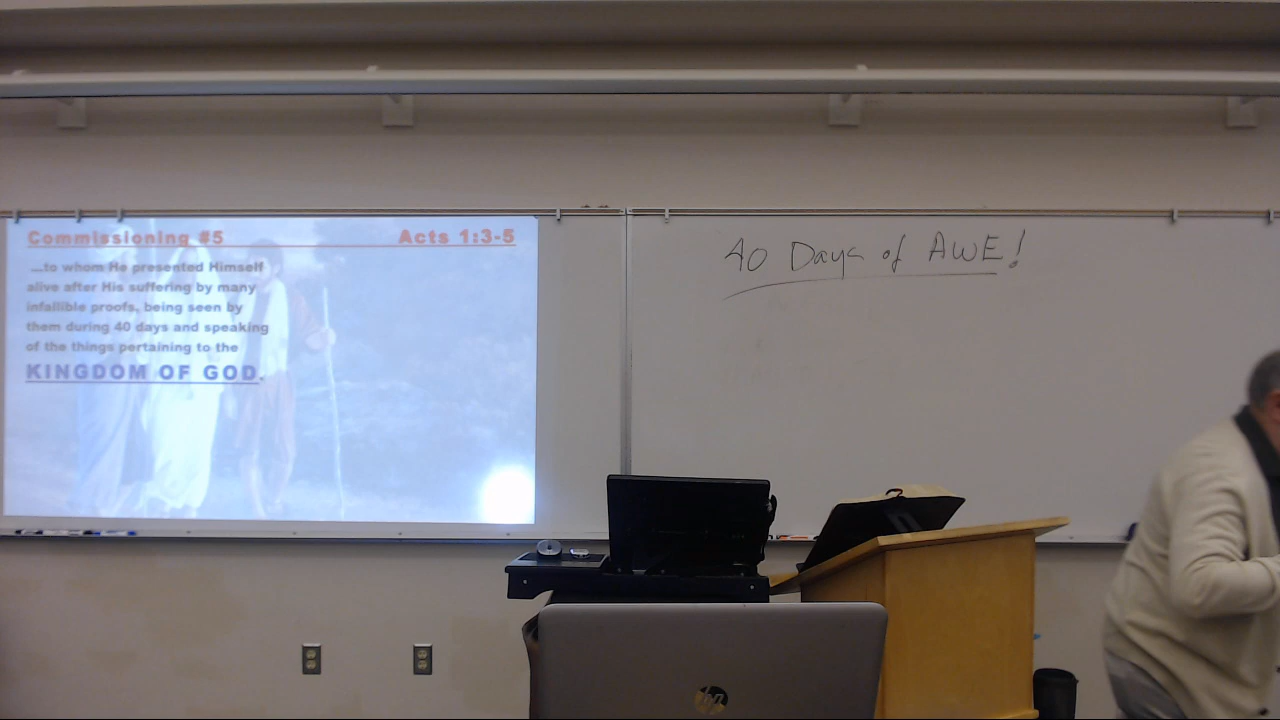 Commissioning #5 Acts 1:3-5
...to whom He presented Himself
alive after His suffering by many
infallible proofs, being seen by
them during 40 days and speaking
of the things pertaining to the
KINGDOM OF GOD.
40 Days of AWE!
hp